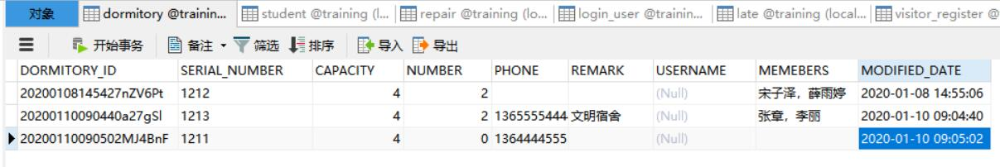 对象 dormitory @trainin... student @training (l... repair @training (lo... login_user @trainin... late @training (local... visitor_register @
开始事务 备注 筛选 排序 导入 导出
DORMITORY_ID SERIAL_NUMBER CAPACITY NUMBER PHONE REMARK USERNAME MEMEBERS MODIFIED_DATE
20200108145427nZV6Pt 1212 4 2 (Null) 宋子泽，薛雨婷 2020-01-08 14:55:06
20200110090440a27gSl 1213 4 2 1365555444 文明宿舍 (Null) 张章，李丽 2020-01-10 09:04:40
20200110090502MJ4BnF 1211 4 0 1364444555 (Null) 2020-01-10 09:05:02